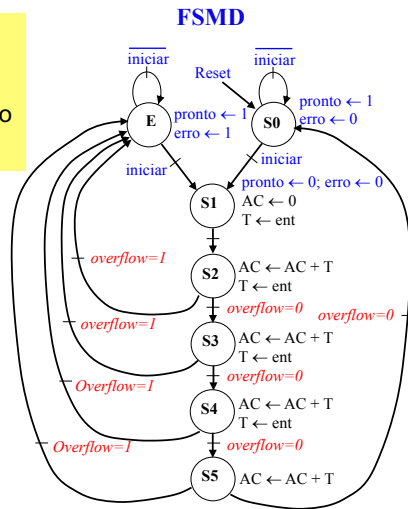 FSMD
iniciar
iniciar
Reset
o
E
pronto ← 1
erro ← 1
S0
pronto ← 1
erro ← 0
iniciar
iniciar
pronto ← 0; erro ← 0
S1
AC ← 0
T ← ent
overflow=1
S2
AC ← AC + T
T ← ent
overflow=0
overflow=0
overflow=1
S3
AC ← AC + T
T ← ent
overflow=0
Overflow=1
S4
AC ← AC + T
T ← ent
overflow=0
Overflow=1
S5
AC ← AC + T